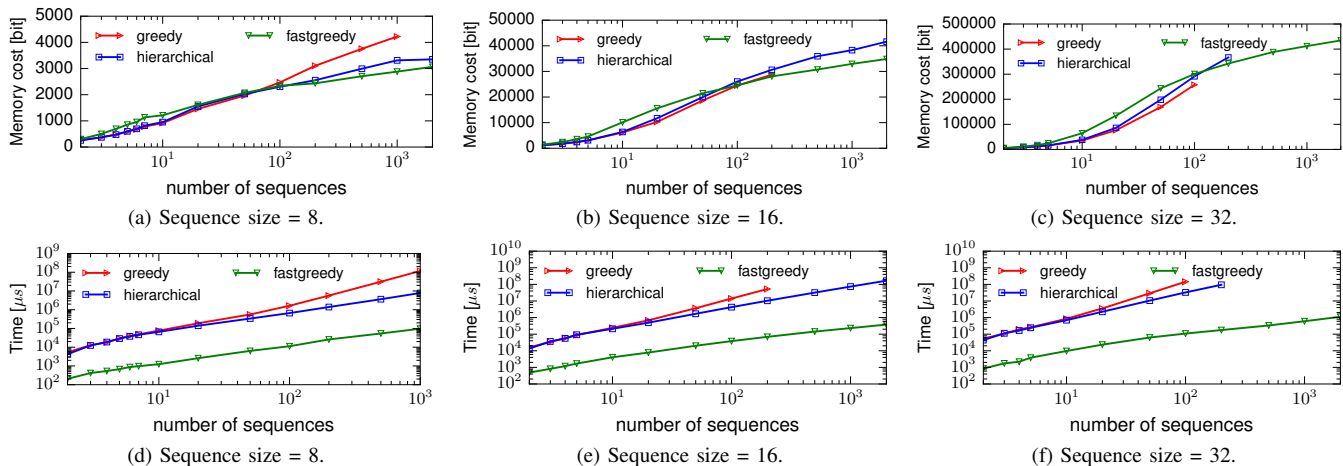 Memory cost [bit]
5000
4000
3000
2000
1000
0
greedy
hierarchical
fastgreedy
10^1
10^2
10^3
number of sequences
(a) Sequence size = 8.
Memory cost [bit]
50000
40000
30000
20000
10000
0
greedy
hierarchical
fastgreedy
10^1
10^2
10^3
number of sequences
(b) Sequence size = 16.
Memory cost [bit]
500000
400000
300000
200000
100000
0
greedy
hierarchical
fastgreedy
10^1
10^2
10^3
number of sequences
(c) Sequence size = 32.
Time [μs]
10^9
10^8
10^7
10^6
10^5
10^4
10^3
10^2
greedy
hierarchical
fastgreedy
10^1
10^2
10^3
number of sequences
(d) Sequence size = 8.
Time [μs]
10^10
10^9
10^8
10^7
10^6
10^5
10^4
10^3
10^2
greedy
hierarchical
fastgreedy
10^1
10^2
10^3
number of sequences
(e) Sequence size = 16.
Time [μs]
10^10
10^9
10^8
10^7
10^6
10^5
10^4
10^3
10^2
greedy
hierarchical
fastgreedy
10^1
10^2
10^3
number of sequences
(f) Sequence size = 32.